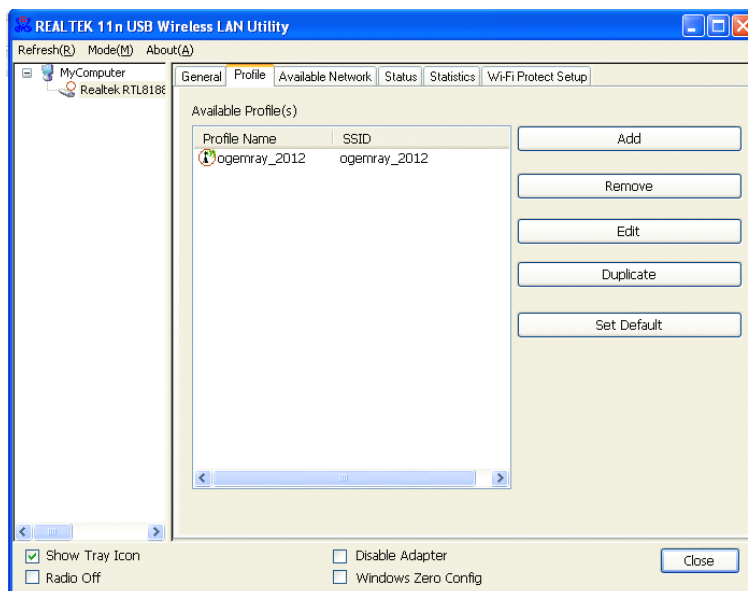 REALTEK 11n USB Wireless LAN Utility
Refresh(R) Mode(M) About(A)
MyComputer
Realtek RTL8188
General Profile Available Network Status Statistics Wi-Fi Protect Setup
Available Profile(s)
Profile Name SSID
ogemray_2012 ogemray_2012
Add
Remove
Edit
Duplicate
Set Default
Show Tray Icon
Radio Off
Disable Adapter
Windows Zero Config
Close